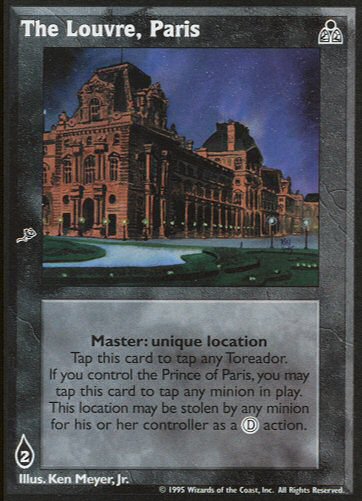 The Louvre, Paris
Master: unique location
Tap this card to tap any Toreador.
If you control the Prince of Paris, you may
tap this card to tap any minion in play.
This location may be stolen by any minion
for his or her controller as a Ⓓ action.
2
Illus. Ken Meyer, Jr.
© 1995 Wizards of the Coast, Inc. All Rights Reserved.